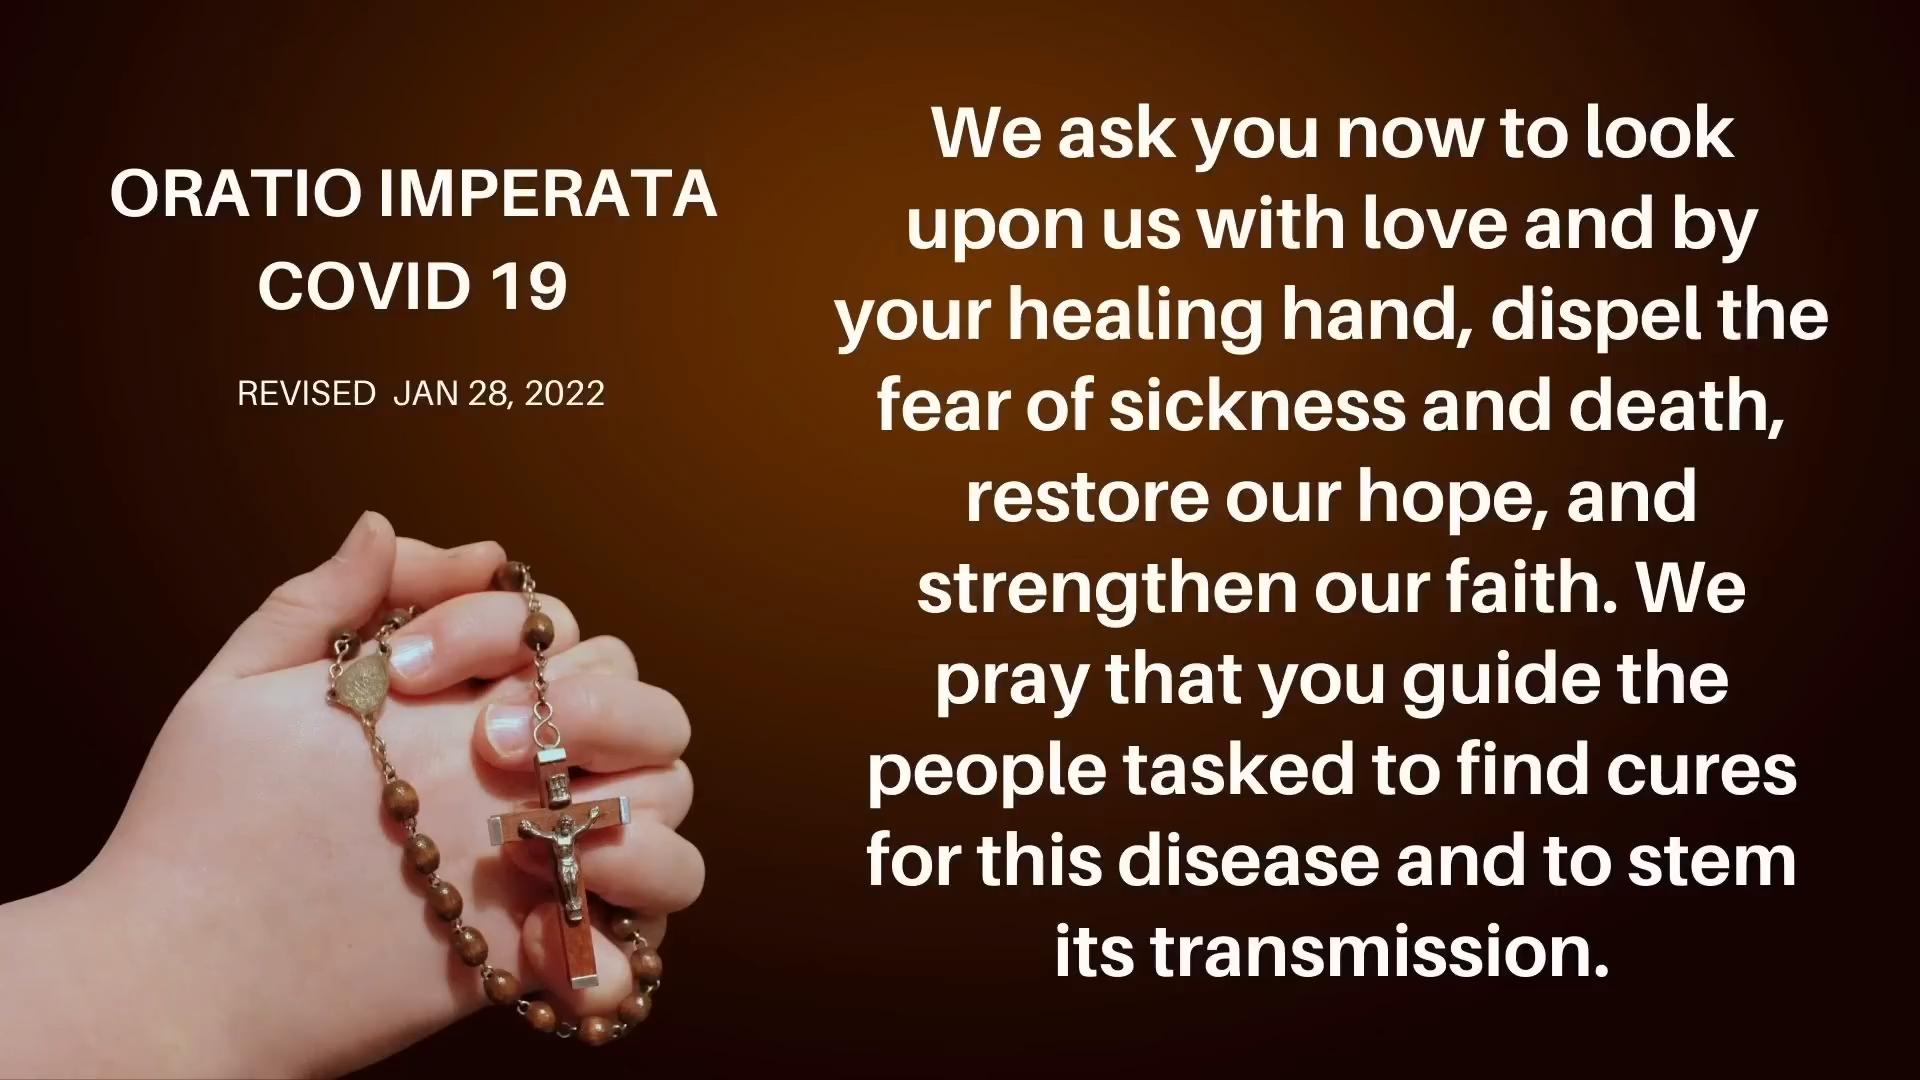 ORATIO IMPERATA
COVID 19
REVISED JAN 28, 2022
We ask you now to look
upon us with love and by
your healing hand, dispel the
fear of sickness and death,
restore our hope, and
strengthen our faith. We
pray that you guide the
people tasked to find cures
for this disease and to stem
its transmission.